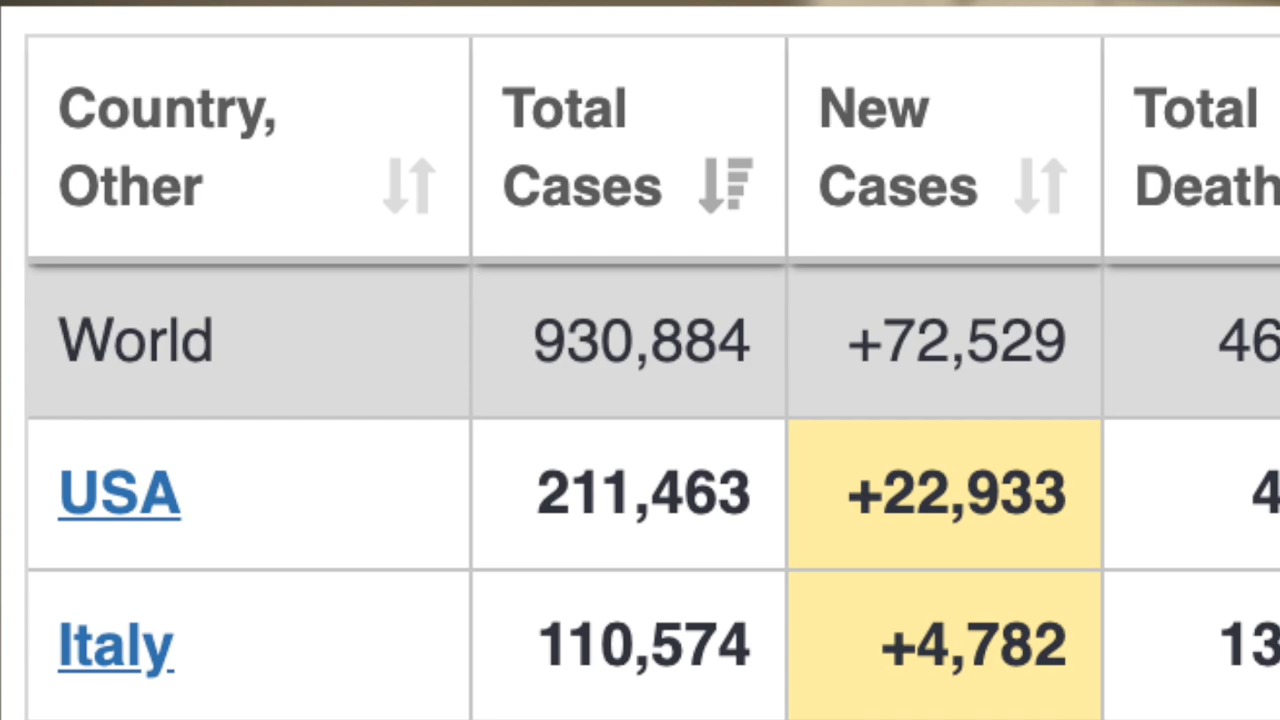 Country, Other
Total Cases
New Cases
Total
World 930,884 +72,529
USA 211,463 +22,933
Italy 110,574 +4,782